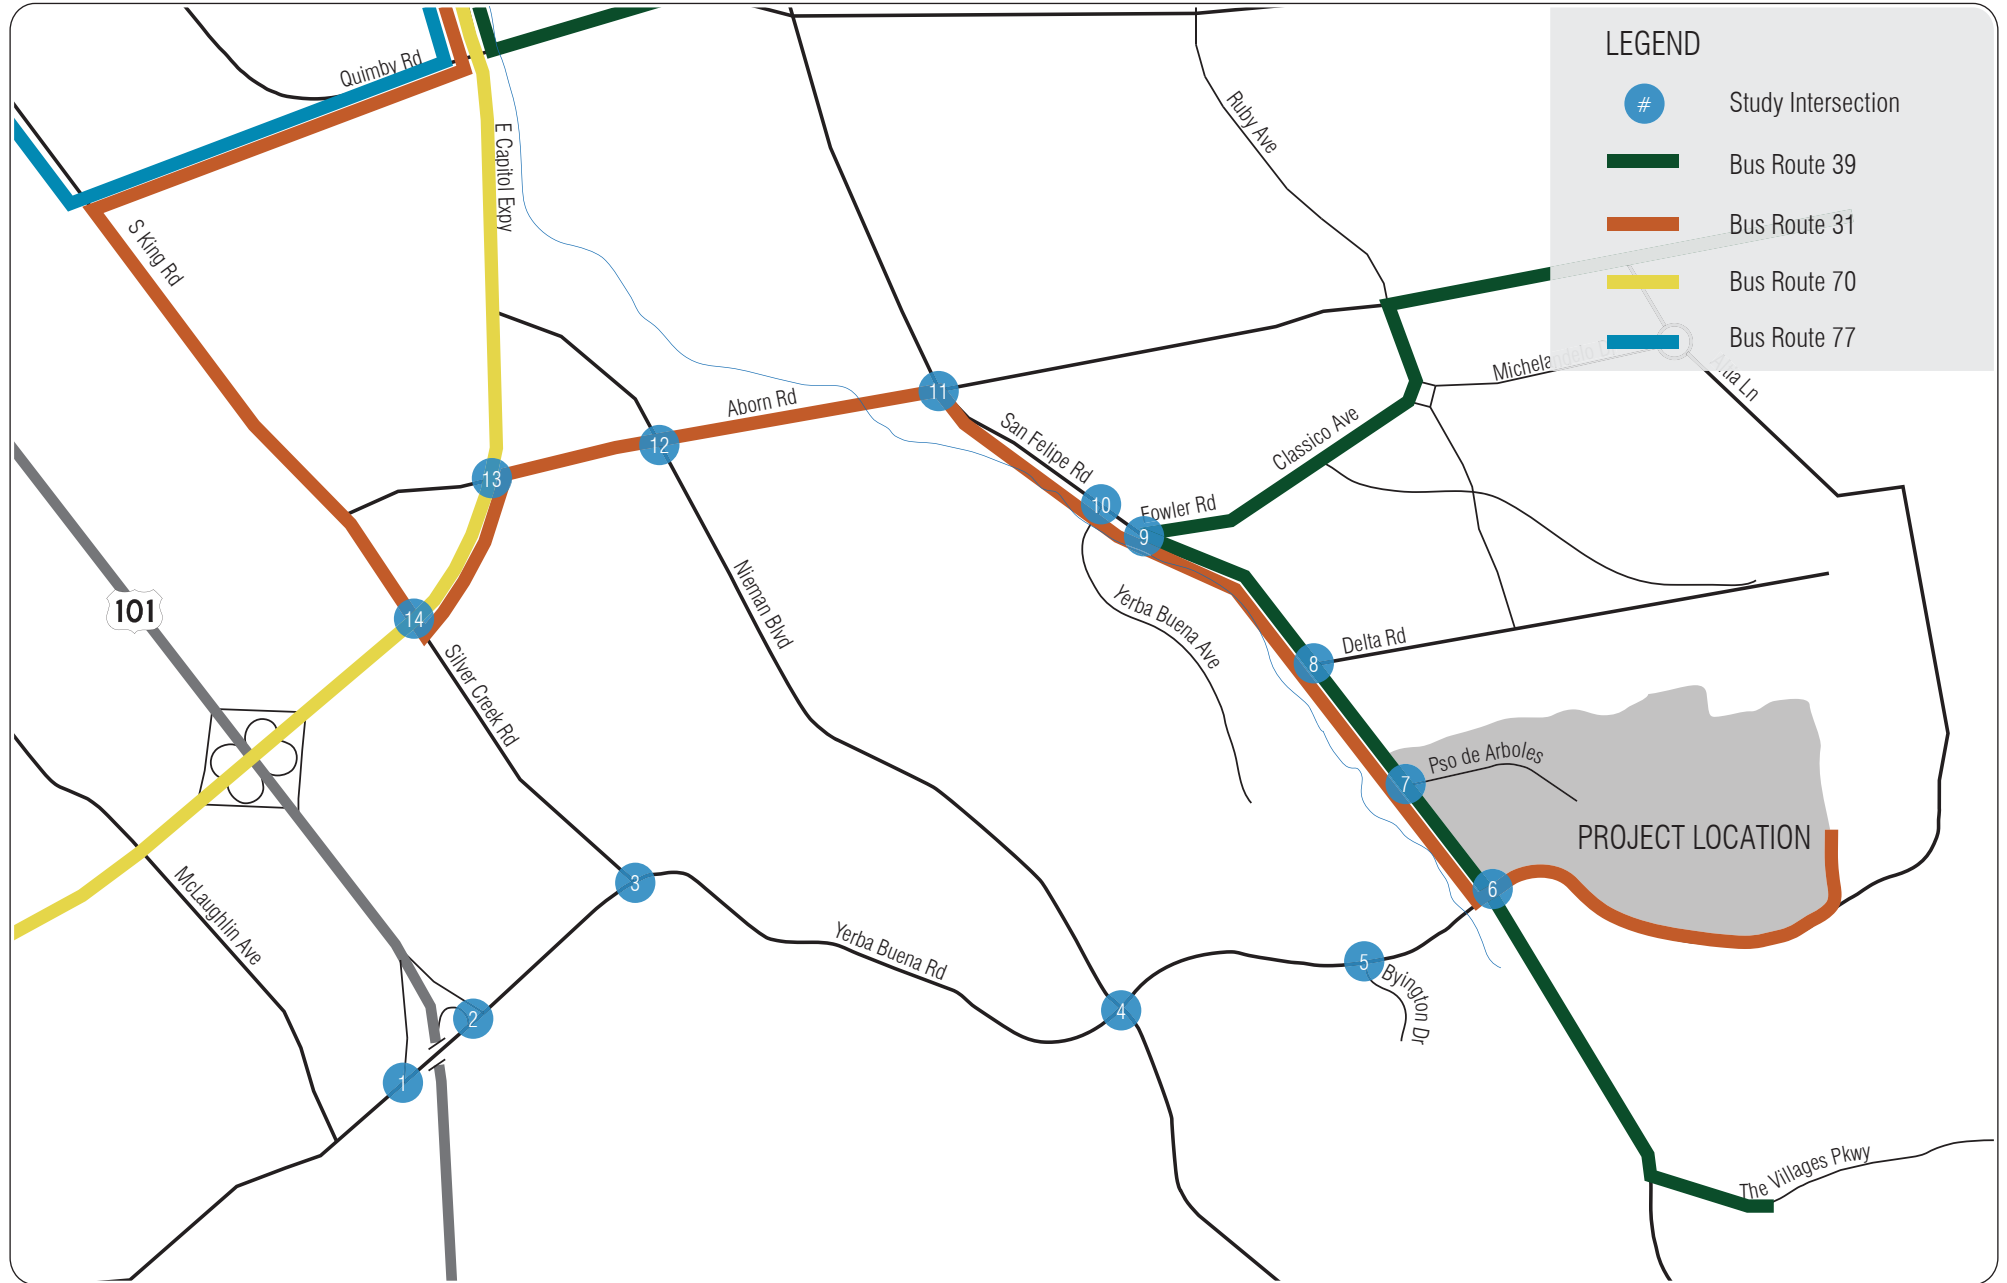 LEGEND
#
Study Intersection
Bus Route 39
Bus Route 31
Bus Route 70
Bus Route 77
Quimby Rd
E Capitol Expy
Ruby Ave
S King Rd
Aborn Rd
11
San Felipe Rd
Classico Ave
12
13
10
Fowler Rd
9
101
14
Nieman Blvd
Yerba Buena Ave
Silver Creek Rd
8
Delta Rd
7
Pso de Arboles
PROJECT LOCATION
McLaughlin Ave
3
6
Yerba Buena Rd
5
Byington Dr
4
2
1
The Villages Pkwy